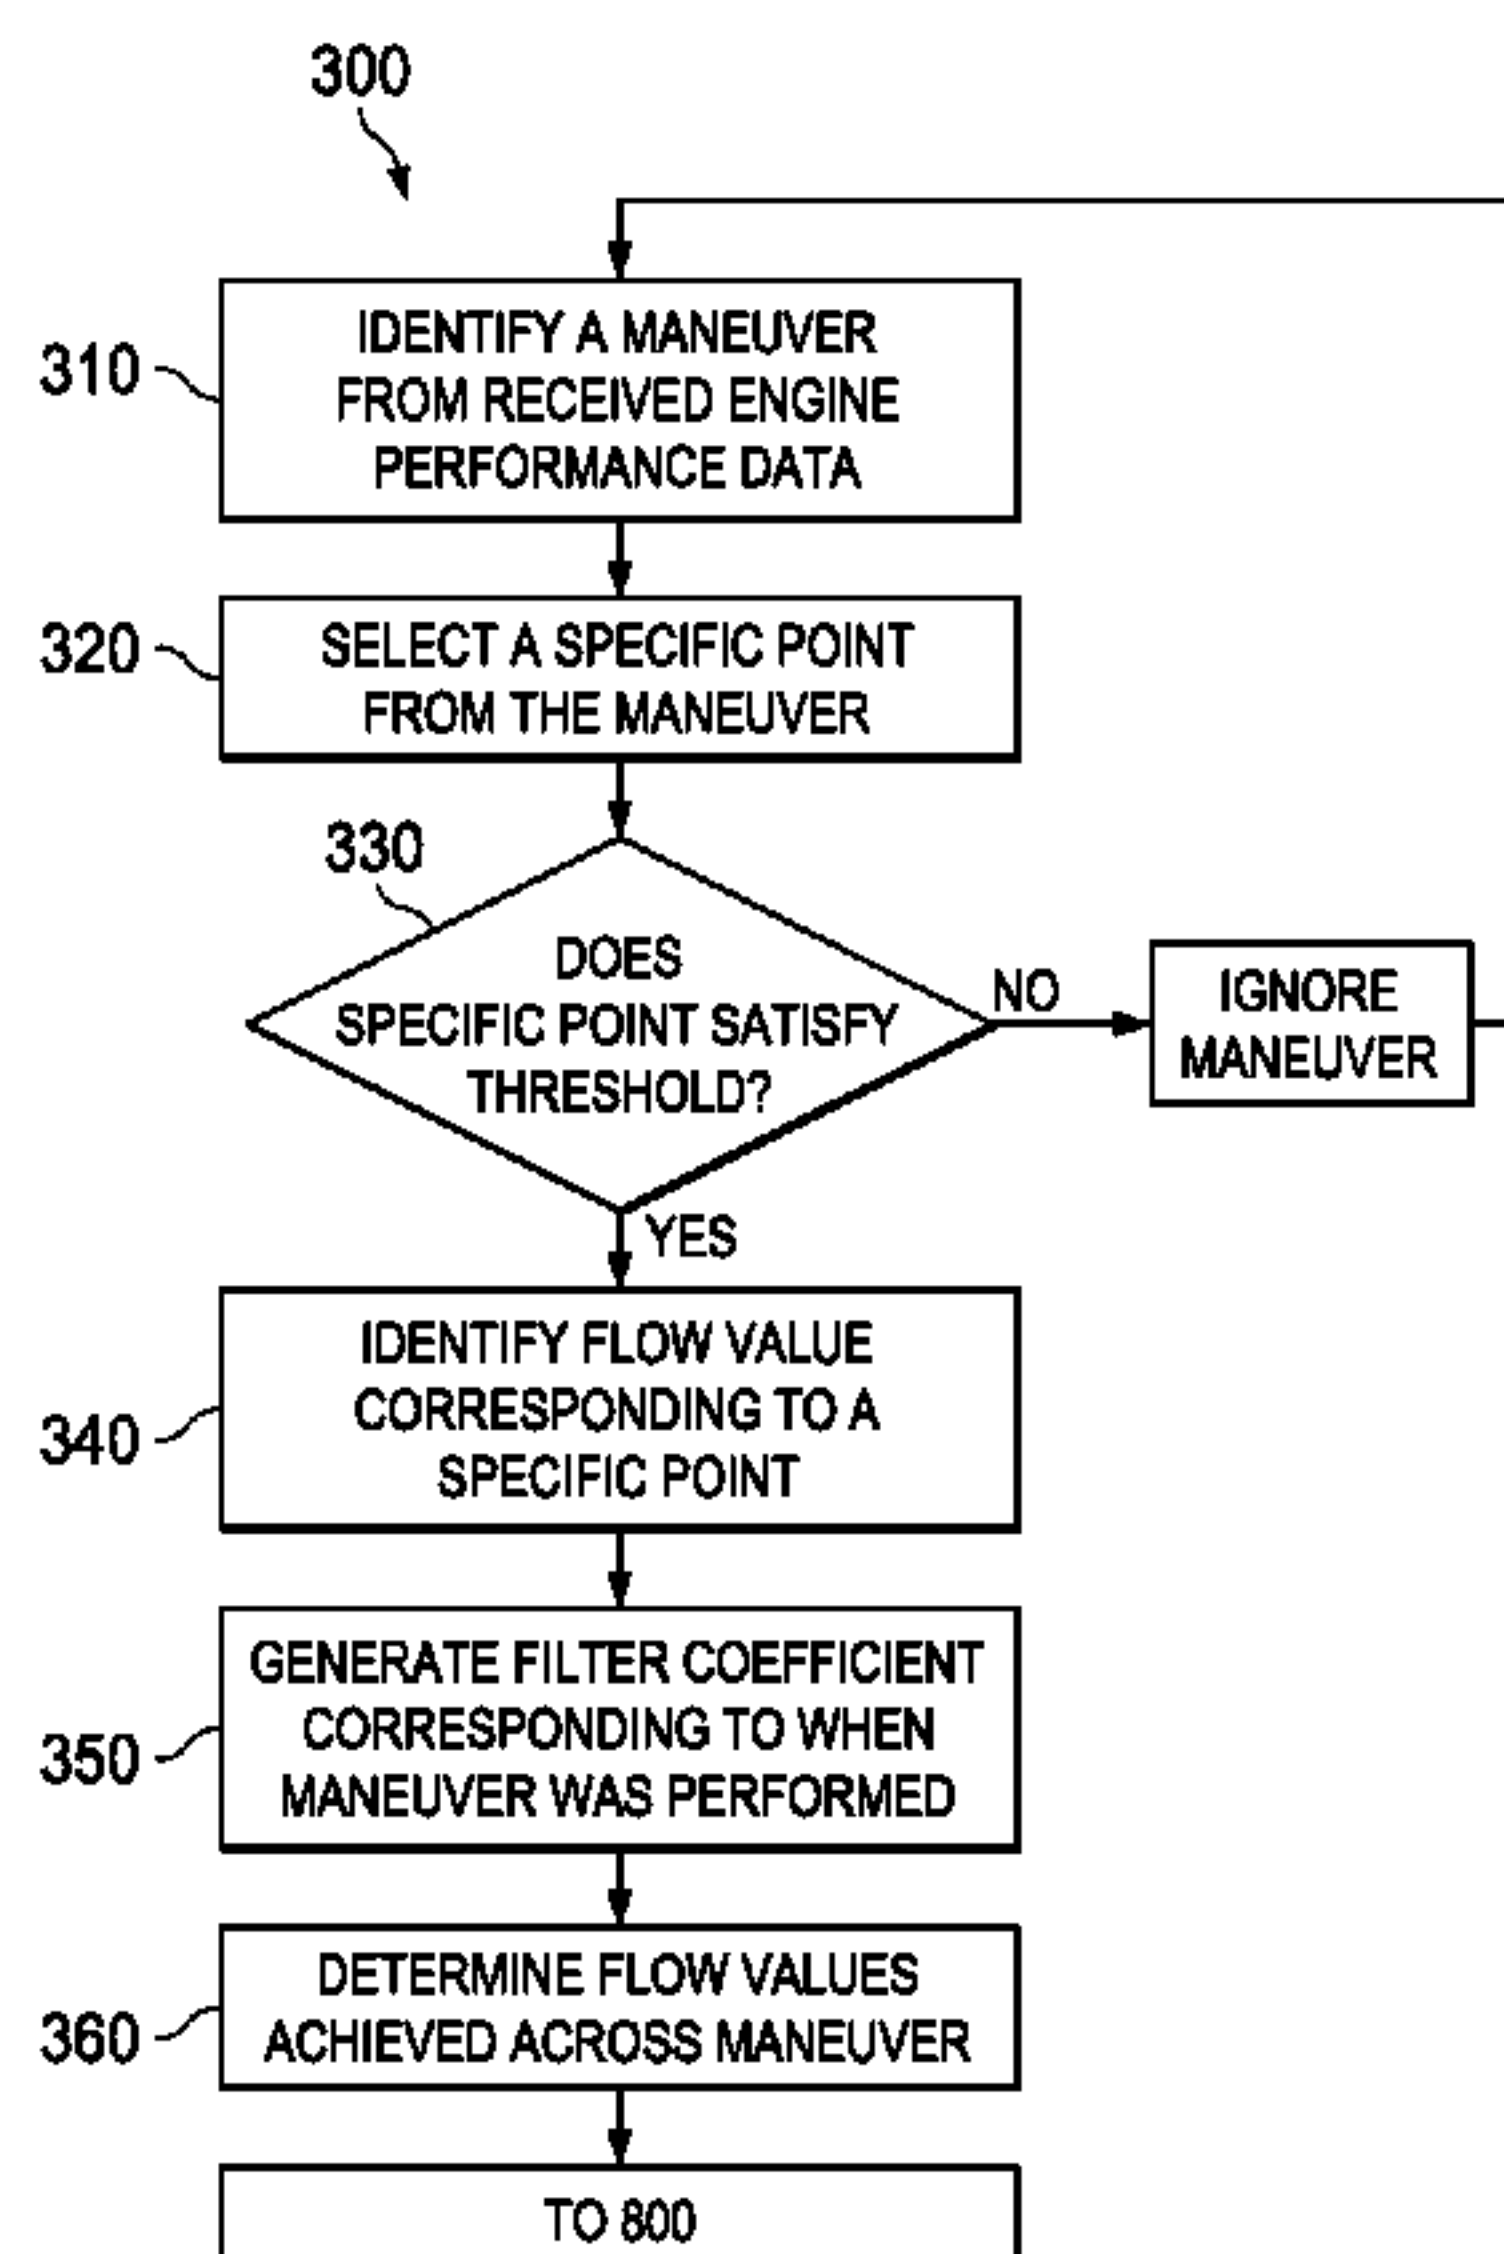 300
310
IDENTIFY A MANEUVER
FROM RECEIVED ENGINE
PERFORMANCE DATA
320
SELECT A SPECIFIC POINT
FROM THE MANEUVER
330
DOES
SPECIFIC POINT SATISFY
THRESHOLD?
NO
IGNORE
MANEUVER
YES
340
IDENTIFY FLOW VALUE
CORRESPONDING TO A
SPECIFIC POINT
350
GENERATE FILTER COEFFICIENT
CORRESPONDING TO WHEN
MANEUVER WAS PERFORMED
360
DETERMINE FLOW VALUES
ACHIEVED ACROSS MANEUVER
TO 800